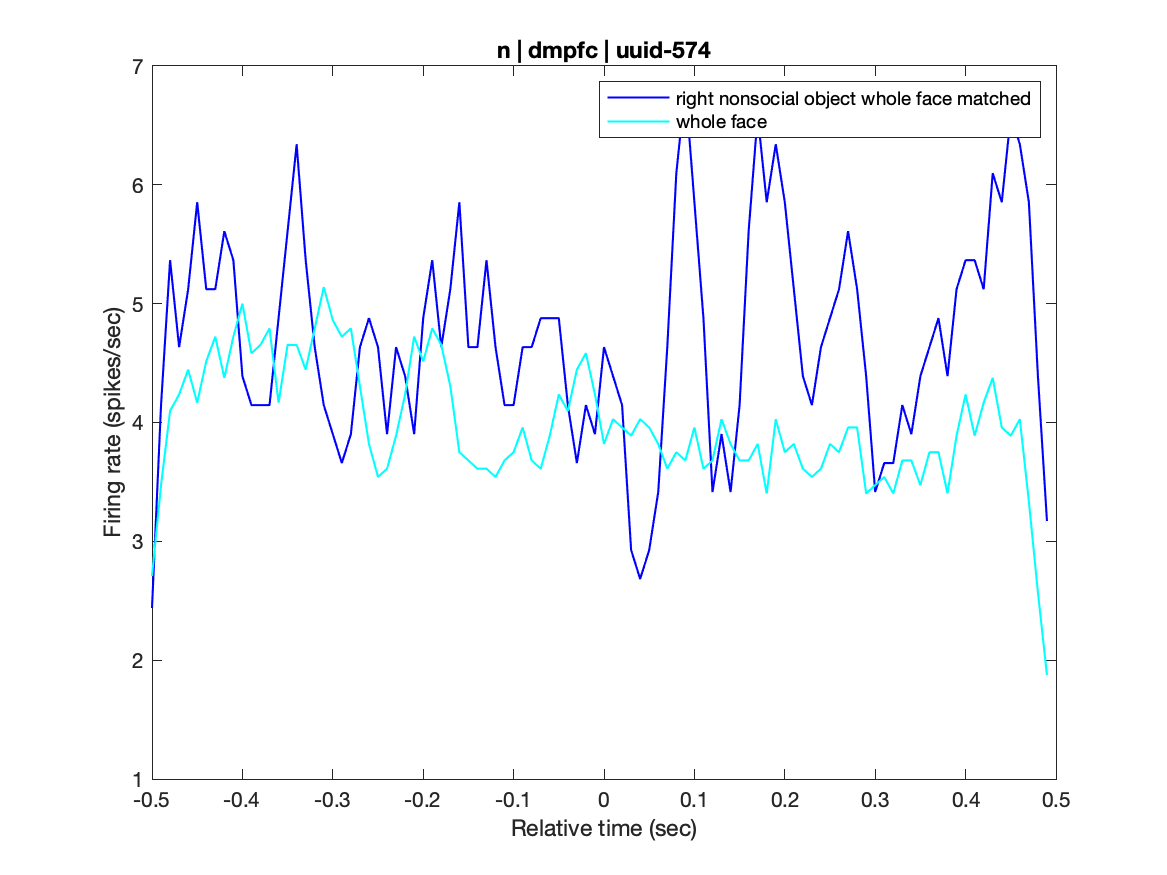 n | dmpfc | uuid-574
7
right nonsocial object whole face matched
whole face
6
5
4
3
2
1
Firing rate (spikes/sec)
-0.5 -0.4 -0.3 -0.2 -0.1 0 0.1 0.2 0.3 0.4 0.5
Relative time (sec)